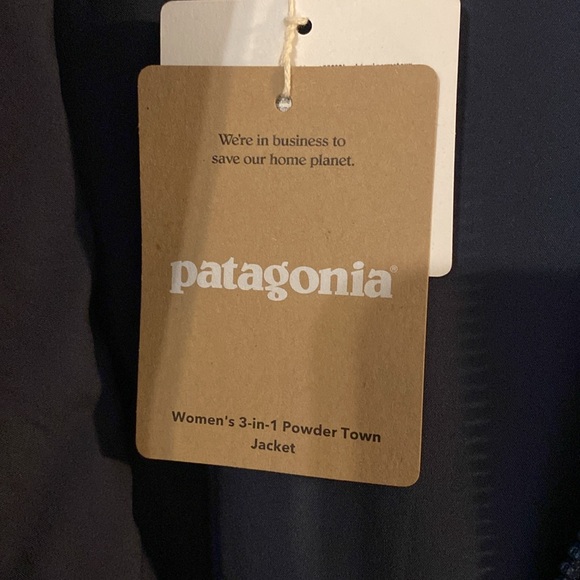 We're in business to
save our home planet.
patagonia®
Women's 3-in-1 Powder Town
Jacket